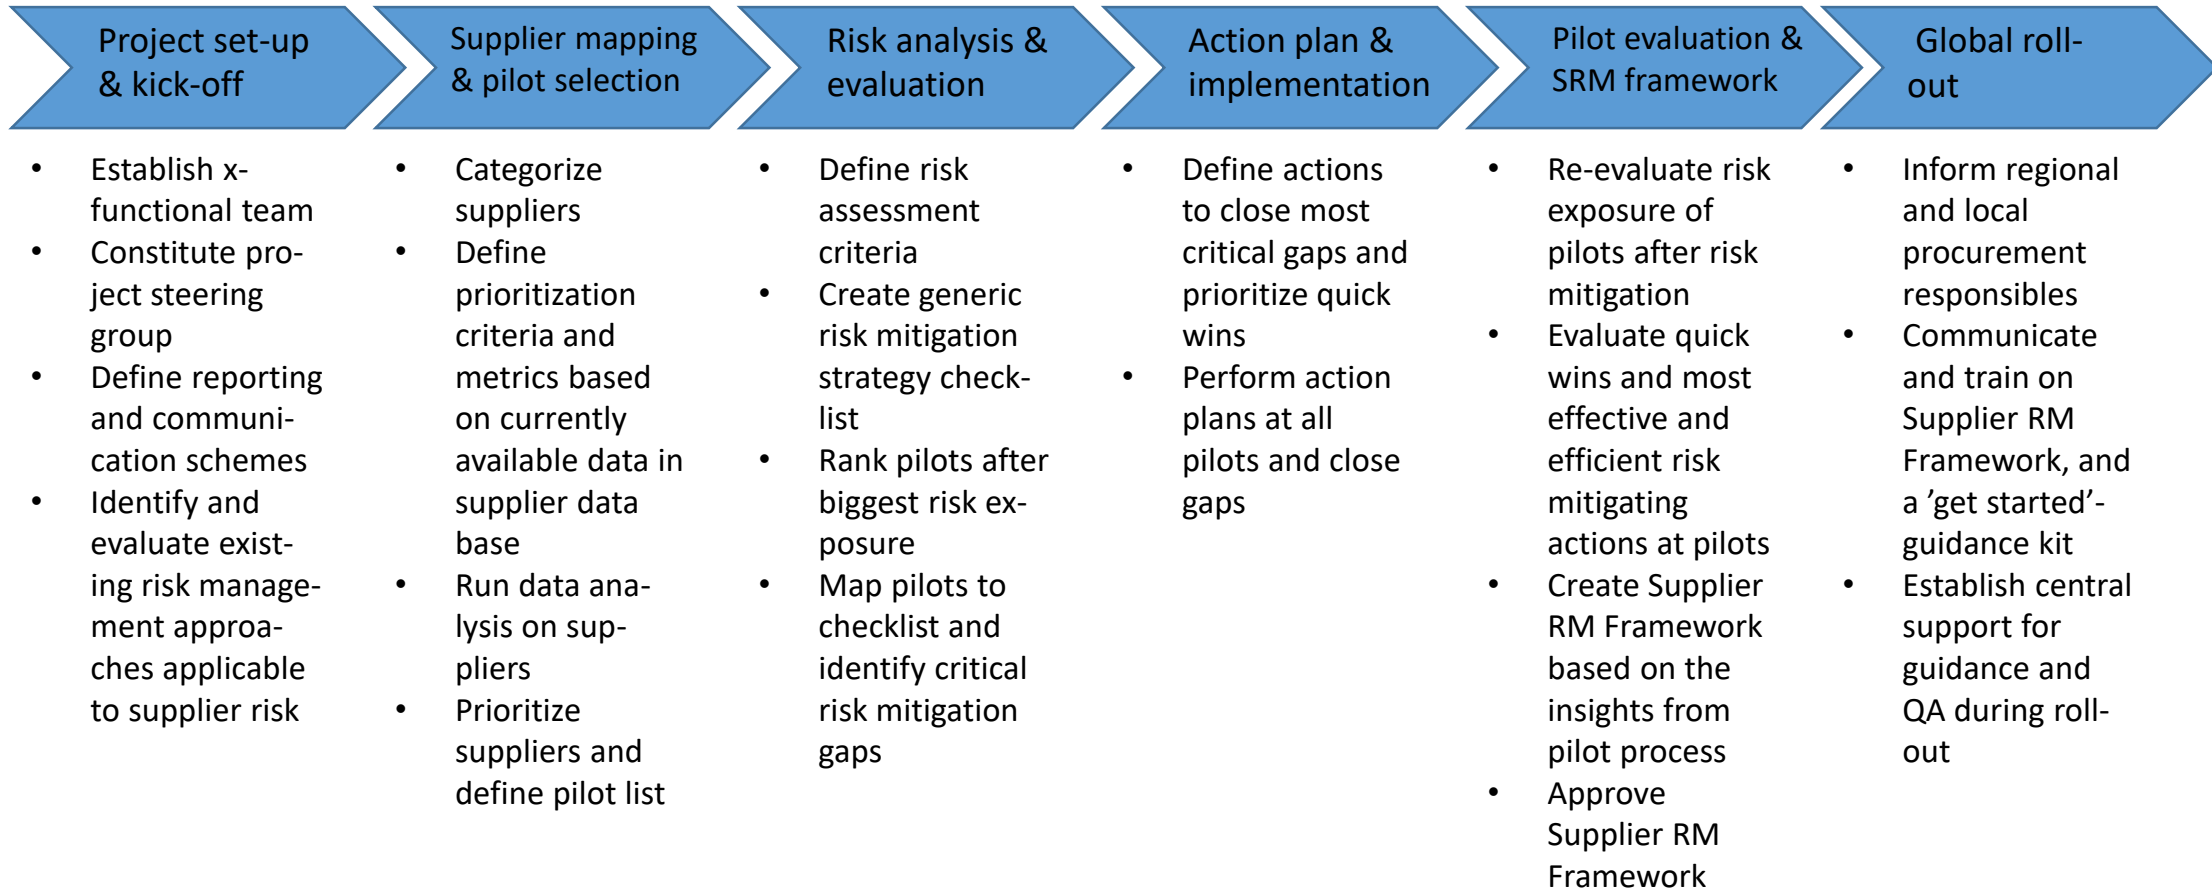 Project set-up
& kick-off
Supplier mapping
& pilot selection
Risk analysis &
evaluation
Action plan &
implementation
Pilot evaluation &
SRM framework
Global roll-
out
• Establish x-
functional team
• Constitute pro-
ject steering
group
• Define reporting
and communi-
cation schemes
• Identify and
evaluate exist-
ing risk manage-
ment approa-
ches applicable
to supplier risk
• Categorize
suppliers
• Define
prioritization
criteria and
metrics based
on currently
available data in
supplier data
base
• Run data ana-
lysis on sup-
pliers
• Prioritize
suppliers and
define pilot list
• Define risk
assessment
criteria
• Create generic
risk mitigation
strategy check-
list
• Rank pilots after
biggest risk ex-
posure
• Map pilots to
checklist and
identify critical
risk mitigation
gaps
• Define actions
to close most
critical gaps and
prioritize quick
wins
• Perform action
plans at all
pilots and close
gaps
• Re-evaluate risk
exposure of
pilots after risk
mitigation
• Evaluate quick
wins and most
effective and
efficient risk
mitigating
actions at pilots
• Create Supplier
RM Framework
based on the
insights from
pilot process
• Approve
Supplier RM
Framework
• Inform regional
and local
procurement
responsibles
• Communicate
and train on
Supplier RM
Framework, and
a ’get started’-
guidance kit
• Establish central
support for
guidance and
QA during roll-
out